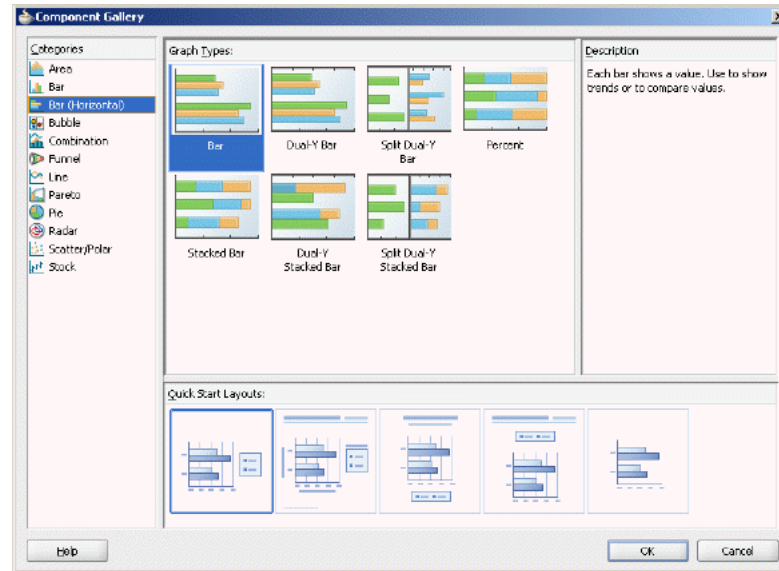 Component Gallery
Categories
Area
Bar
Bar (Horizontal)
Bubble
Combination
Funnel
Line
Pareto
Pie
Radar
Scatter/Polar
Stock
Graph Types:
Bar
Dual-Y Bar
Split Dual-Y
Bar
Percent
Stacked Bar
Dual-Y
Stacked Bar
Split Dual-Y
Stacked Bar
Description
Each bar shows a value. Use to show
trends or to compare values.
Quick Start Layouts:
Help
OK
Cancel